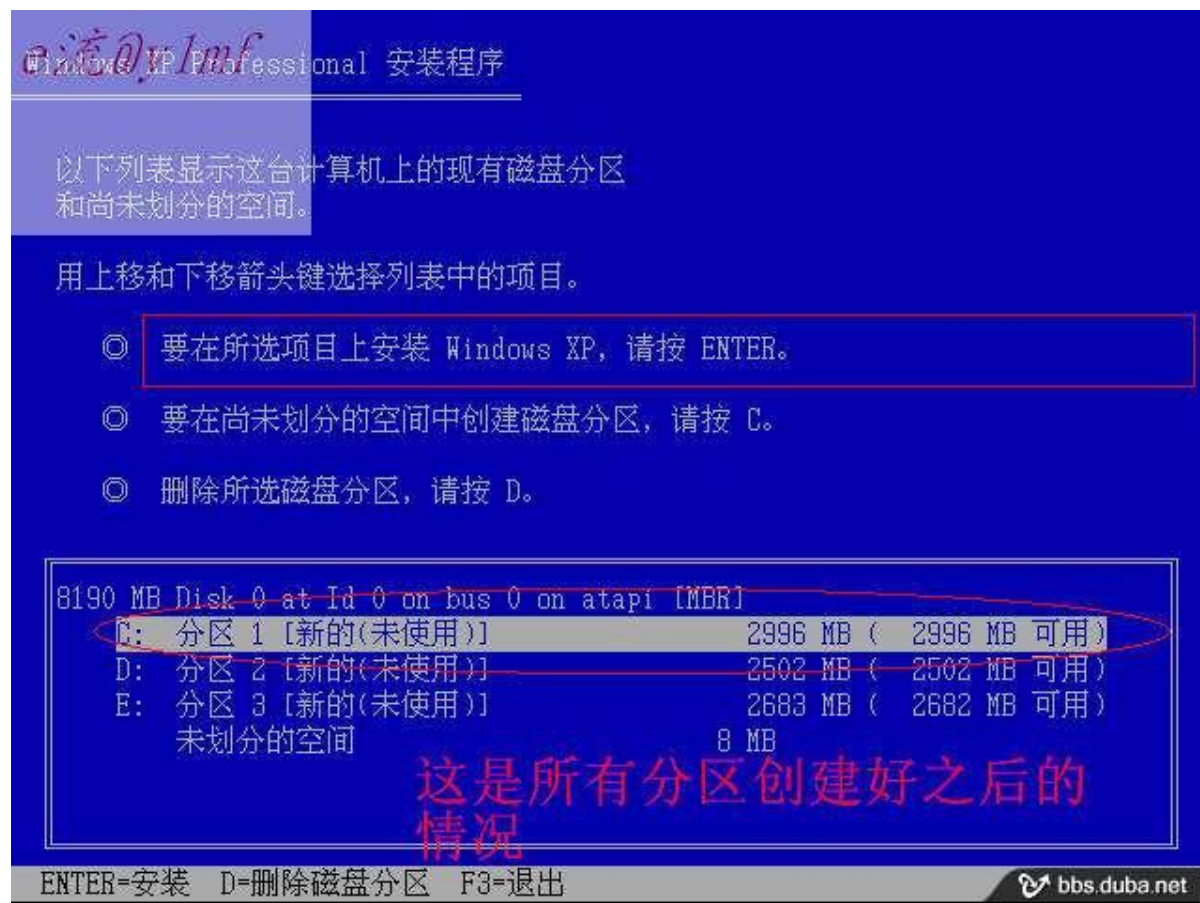 e流@ylmf
Windows XP Professional 安装程序
以下列表显示这台计算机上的现有磁盘分区
和尚未划分的空间。
用上移和下移箭头键选择列表中的项目。
◎ 要在所选项目上安装 Windows XP, 请按 ENTER。
◎ 要在尚未划分的空间中创建磁盘分区, 请按 C。
◎ 删除所选磁盘分区, 请按 D。
8190 MB Disk 0 at Id 0 on bus 0 on atapi [MBR]
C: 分区 1 [新的(未使用)] 2996 MB ( 2996 MB 可用)
D: 分区 2 [新的(未使用)] 2502 MB ( 2502 MB 可用)
E: 分区 3 [新的(未使用)] 2683 MB ( 2682 MB 可用)
未划分的空间 8 MB
这是所有分区创建好之后的
情况
ENTER=安装 D=删除磁盘分区 F3=退出
bbs.duba.net